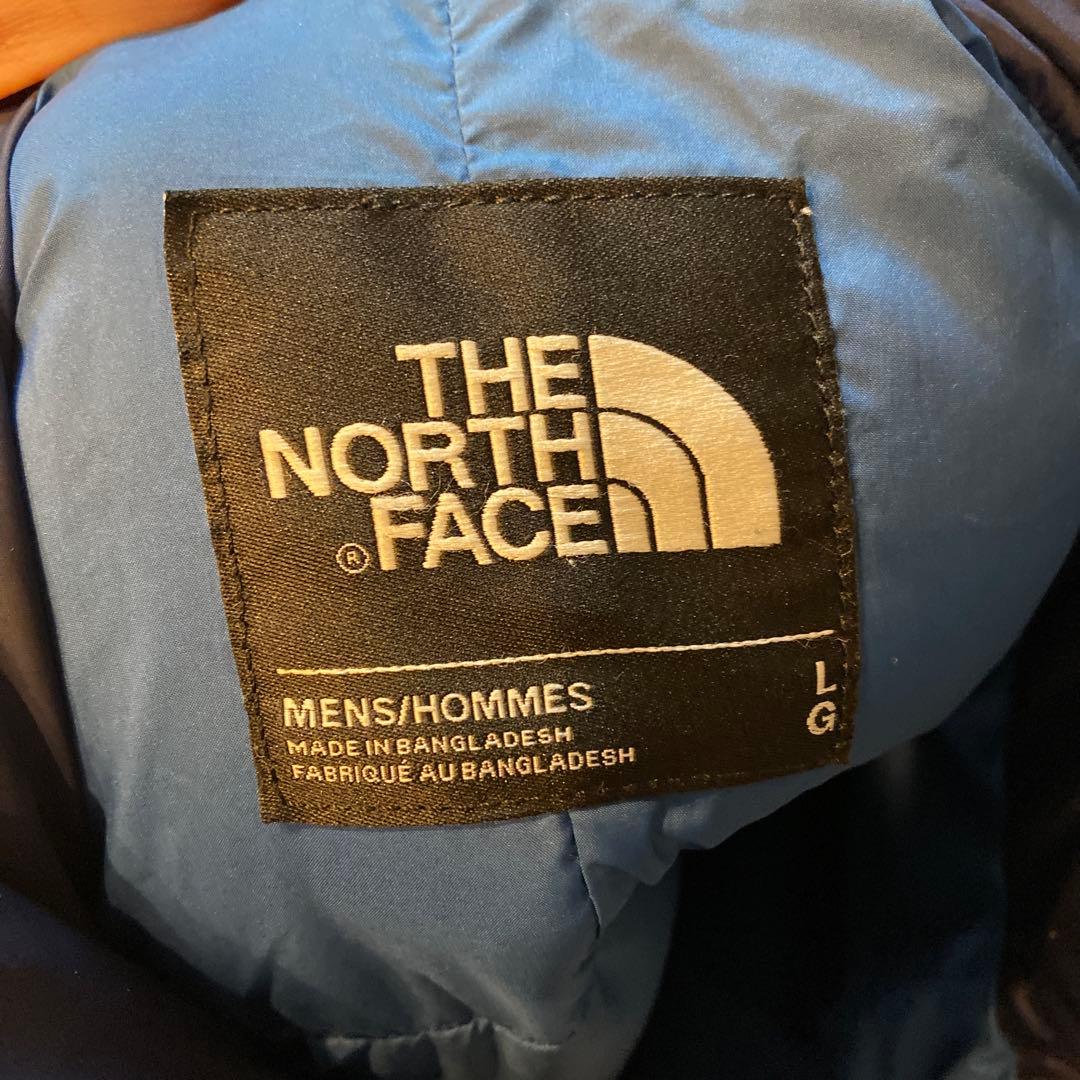 THE
NORTH
FACE
®
MENS/HOMMES
MADE IN BANGLADESH
FABRIQUÉ AU BANGLADESH
L
G